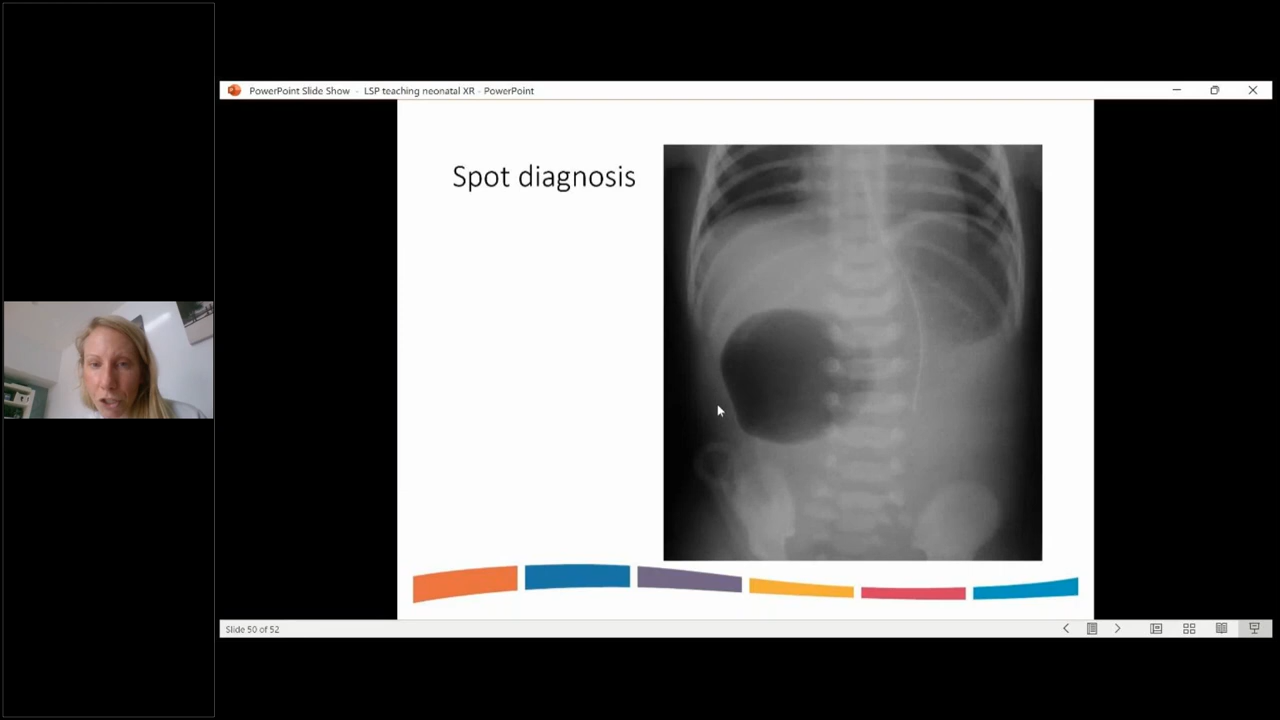 PowerPoint Slide Show - LSP teaching neonatal XR - PowerPoint
Spot diagnosis
Slide 50 of 52